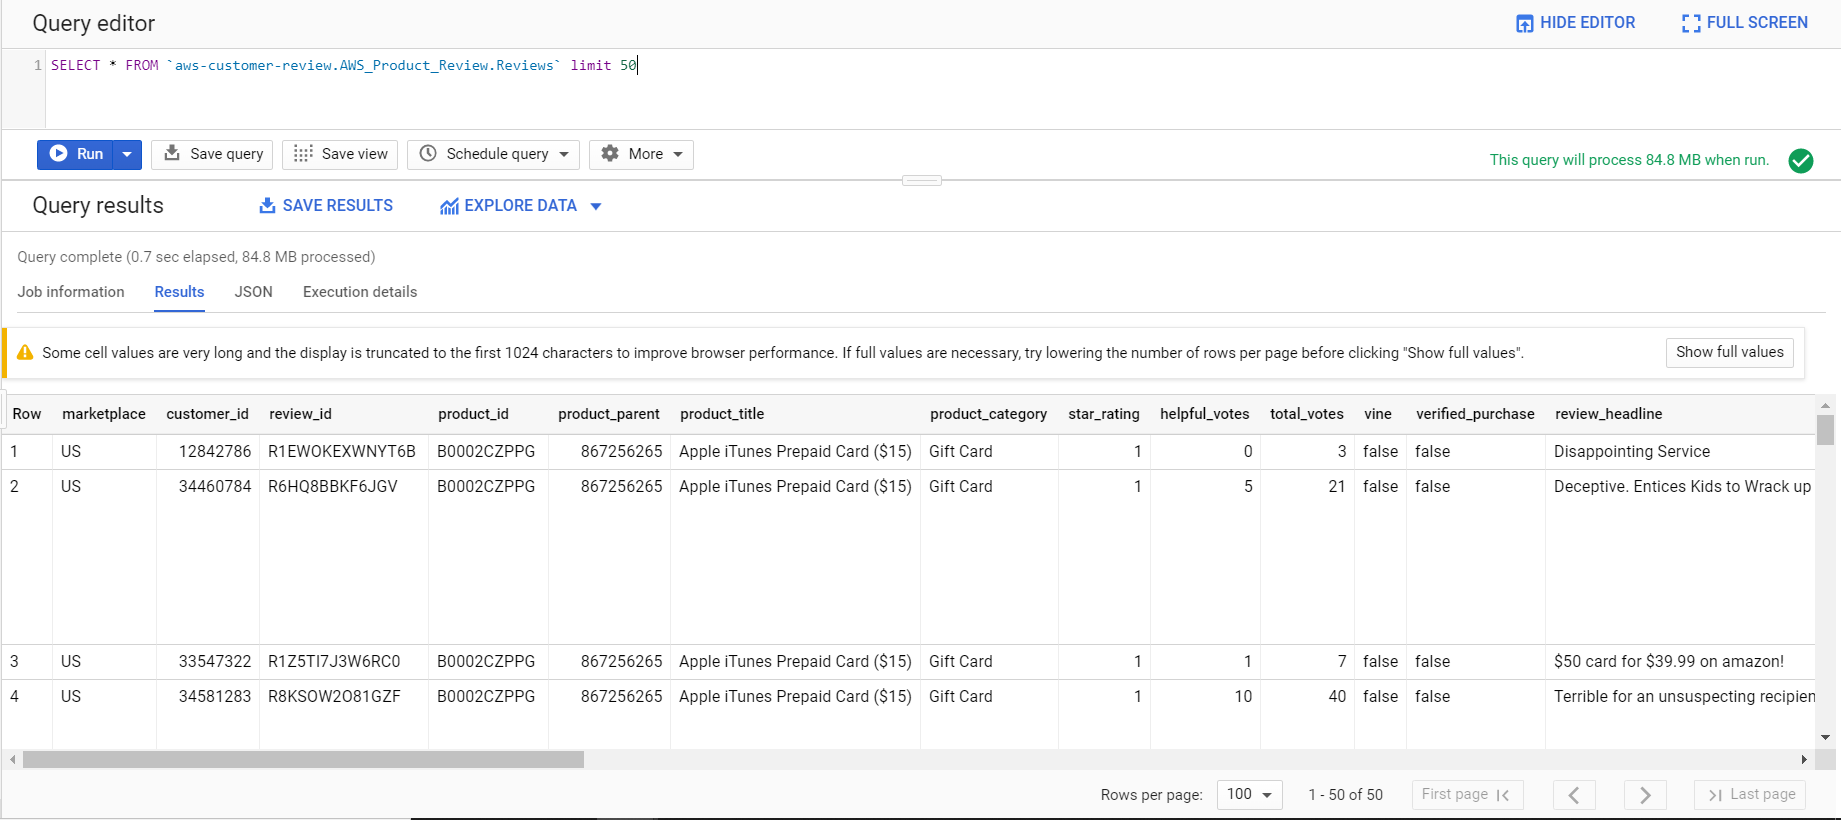 Query editor HIDE EDITOR FULL SCREEN
1 SELECT * FROM `aws-customer-review.AWS_Product_Review.Reviews` limit 50
Run Save query Save view Schedule query More This query will process 84.8 MB when run.
Query results SAVE RESULTS EXPLORE DATA
Query complete (0.7 sec elapsed, 84.8 MB processed)
Job information Results JSON Execution details
Some cell values are very long and the display is truncated to the first 1024 characters to improve browser performance. If full values are necessary, try lowering the number of rows per page before clicking "Show full values". Show full values
Row marketplace customer_id review_id product_id product_parent product_title product_category star_rating helpful_votes total_votes vine verified_purchase review_headline
1 US 12842786 R1EWOKEXWNYT6B B0002CZPPG 867256265 Apple iTunes Prepaid Card ($15) Gift Card 1 0 3 false false Disappointing Service
2 US 34460784 R6HQ8BBKF6JGV B0002CZPPG 867256265 Apple iTunes Prepaid Card ($15) Gift Card 1 5 21 false false Deceptive. Entices Kids to Wrack up
3 US 33547322 R1Z5TI7J3W6RC0 B0002CZPPG 867256265 Apple iTunes Prepaid Card ($15) Gift Card 1 1 7 false false $50 card for $39.99 on amazon!
4 US 34581283 R8KSOW2O81GZF B0002CZPPG 867256265 Apple iTunes Prepaid Card ($15) Gift Card 1 10 40 false false Terrible for an unsuspecting recipien
Rows per page: 100 1 - 50 of 50 First page Last page